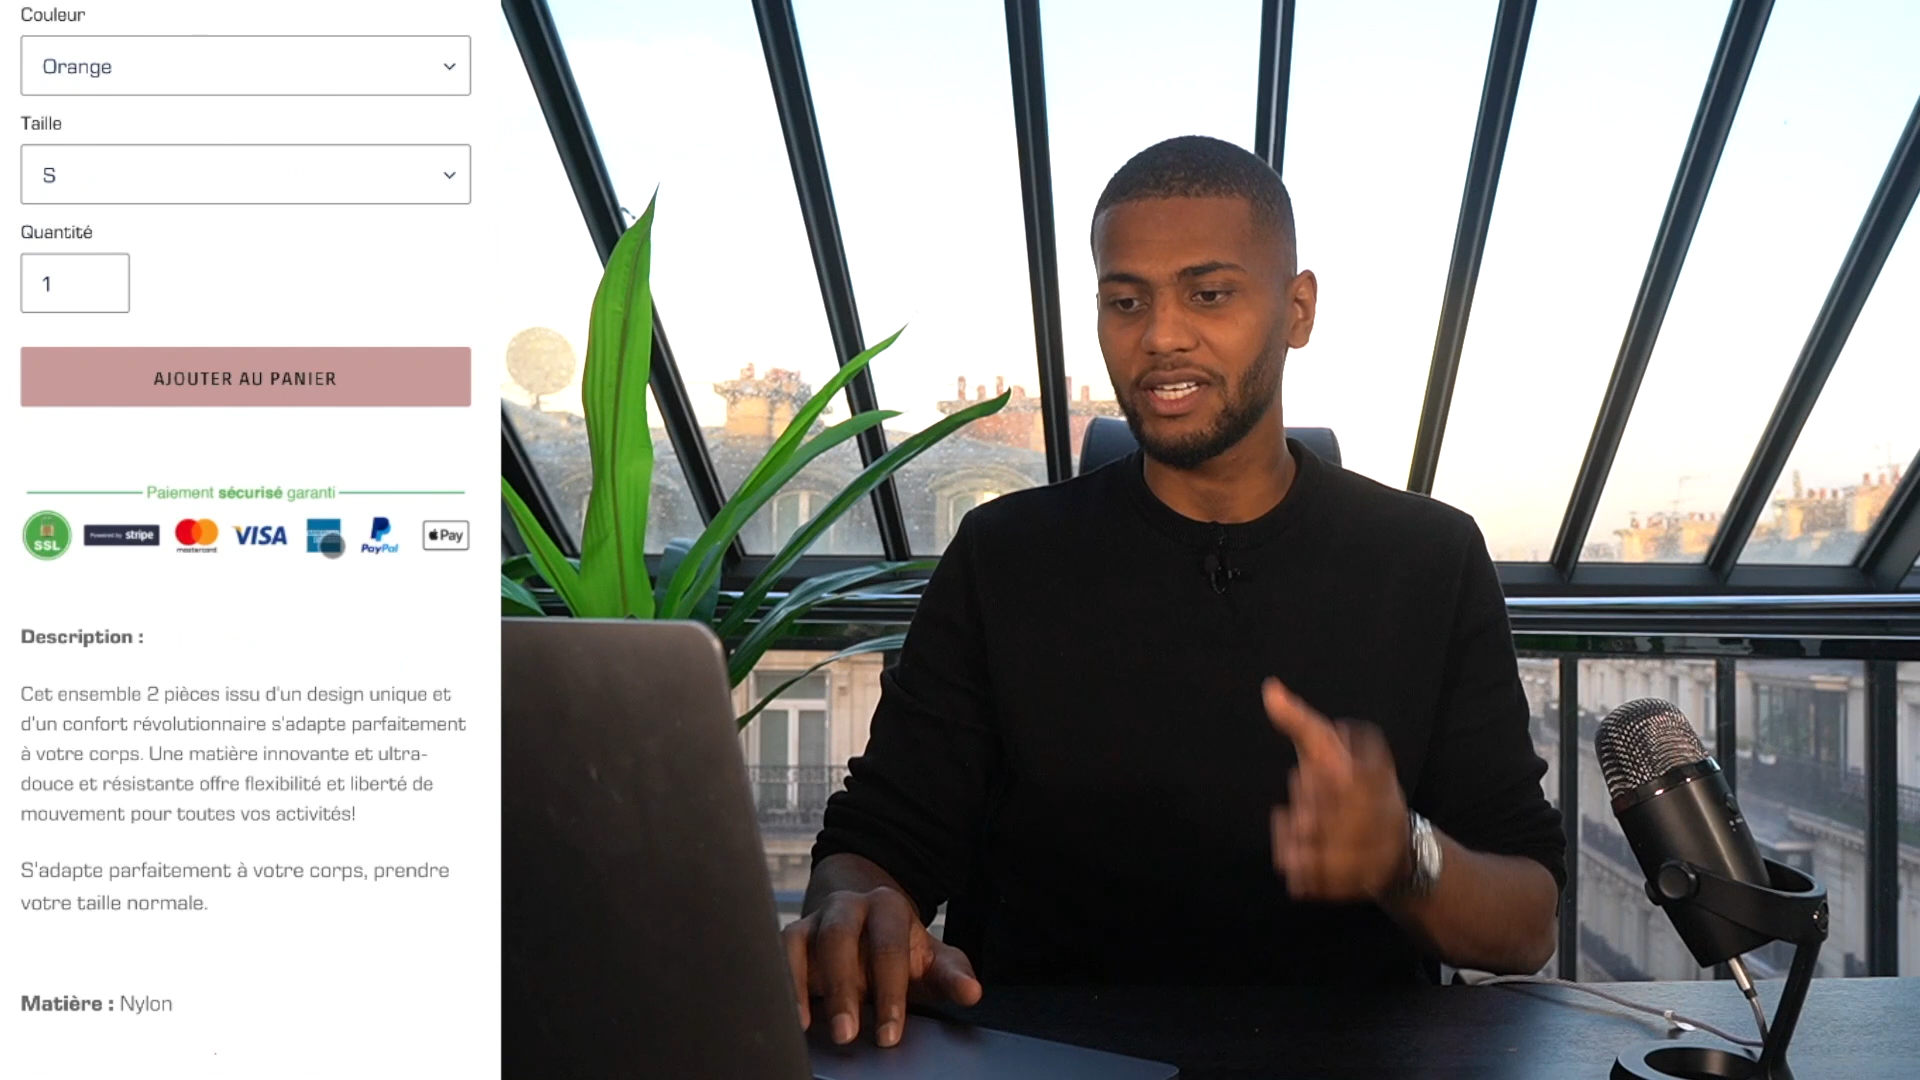 Couleur
Orange
Taille
S
Quantité
1
AJOUTER AU PANIER
Paiement sécurisé garanti
SSL
Powered by stripe
mastercard
VISA
PayPal
Pay
Description :
Cet ensemble 2 pièces issu d'un design unique et
d'un confort révolutionnaire s'adapte parfaitement
à votre corps. Une matière innovante et ultra-
douce et résistante offre flexibilité et liberté de
mouvement pour toutes vos activités!
S'adapte parfaitement à votre corps, prendre
votre taille normale.
Matière : Nylon